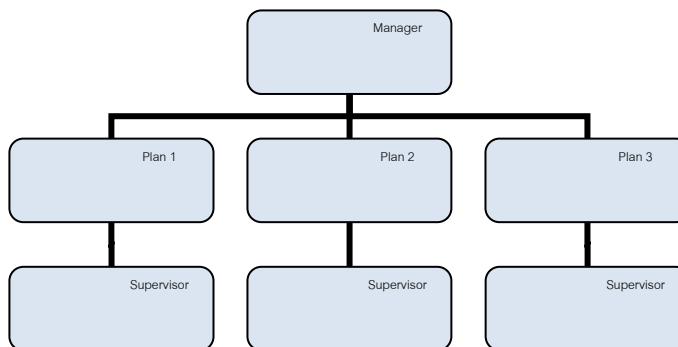 Manager
Plan 1
Plan 2
Plan 3
Supervisor
Supervisor
Supervisor